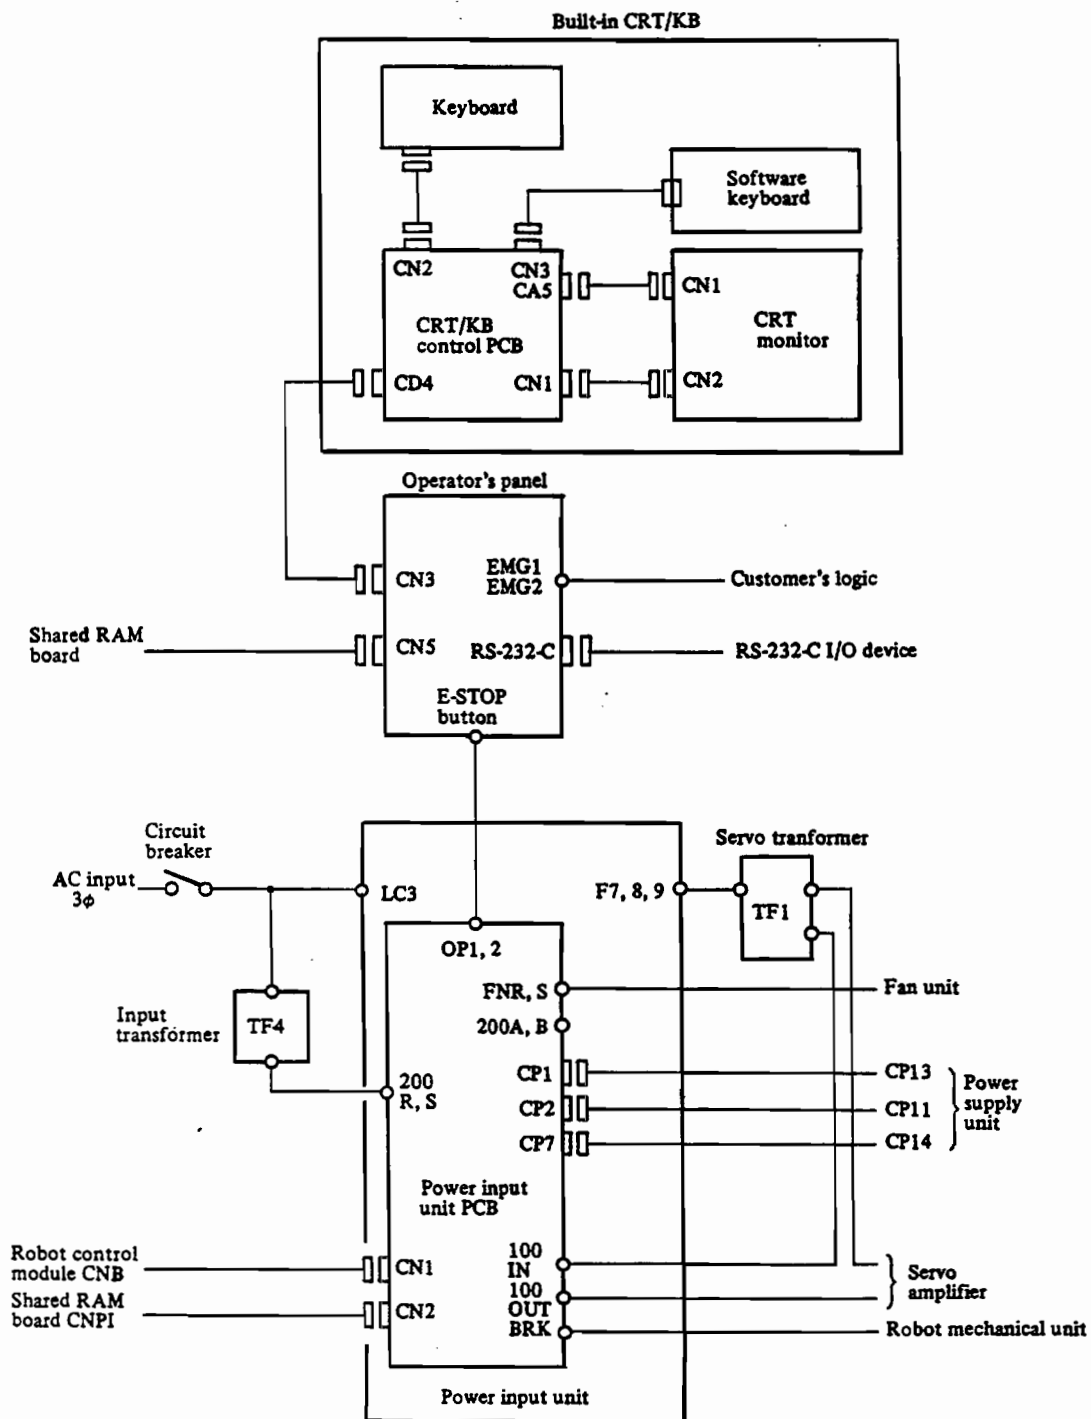 Built-in CRT/KB
Keyboard
Software
keyboard
CN2
CN3
CA5
CN1
CRT/KB
control PCB
CRT
monitor
CD4
CN1
CN2
Operator's panel
CN3
EMG1
EMG2
Customer's logic
Shared RAM
board
CN5
RS-232-C
RS-232-C I/O device
E-STOP
button
Circuit
breaker
Servo tranformer
AC input
3ϕ
LC3
F7, 8, 9
TF1
OP1, 2
FNR, S
Fan unit
Input
transformer
TF4
200A, B
200
R, S
CP1
CP13
CP2
CP11
CP7
CP14
Power
supply
unit
Power input
unit PCB
Robot control
module CNB
CN1
100
IN
Shared RAM
board CNPI
CN2
100
OUT
Servo
amplifier
BRK
Robot mechanical unit
Power input unit